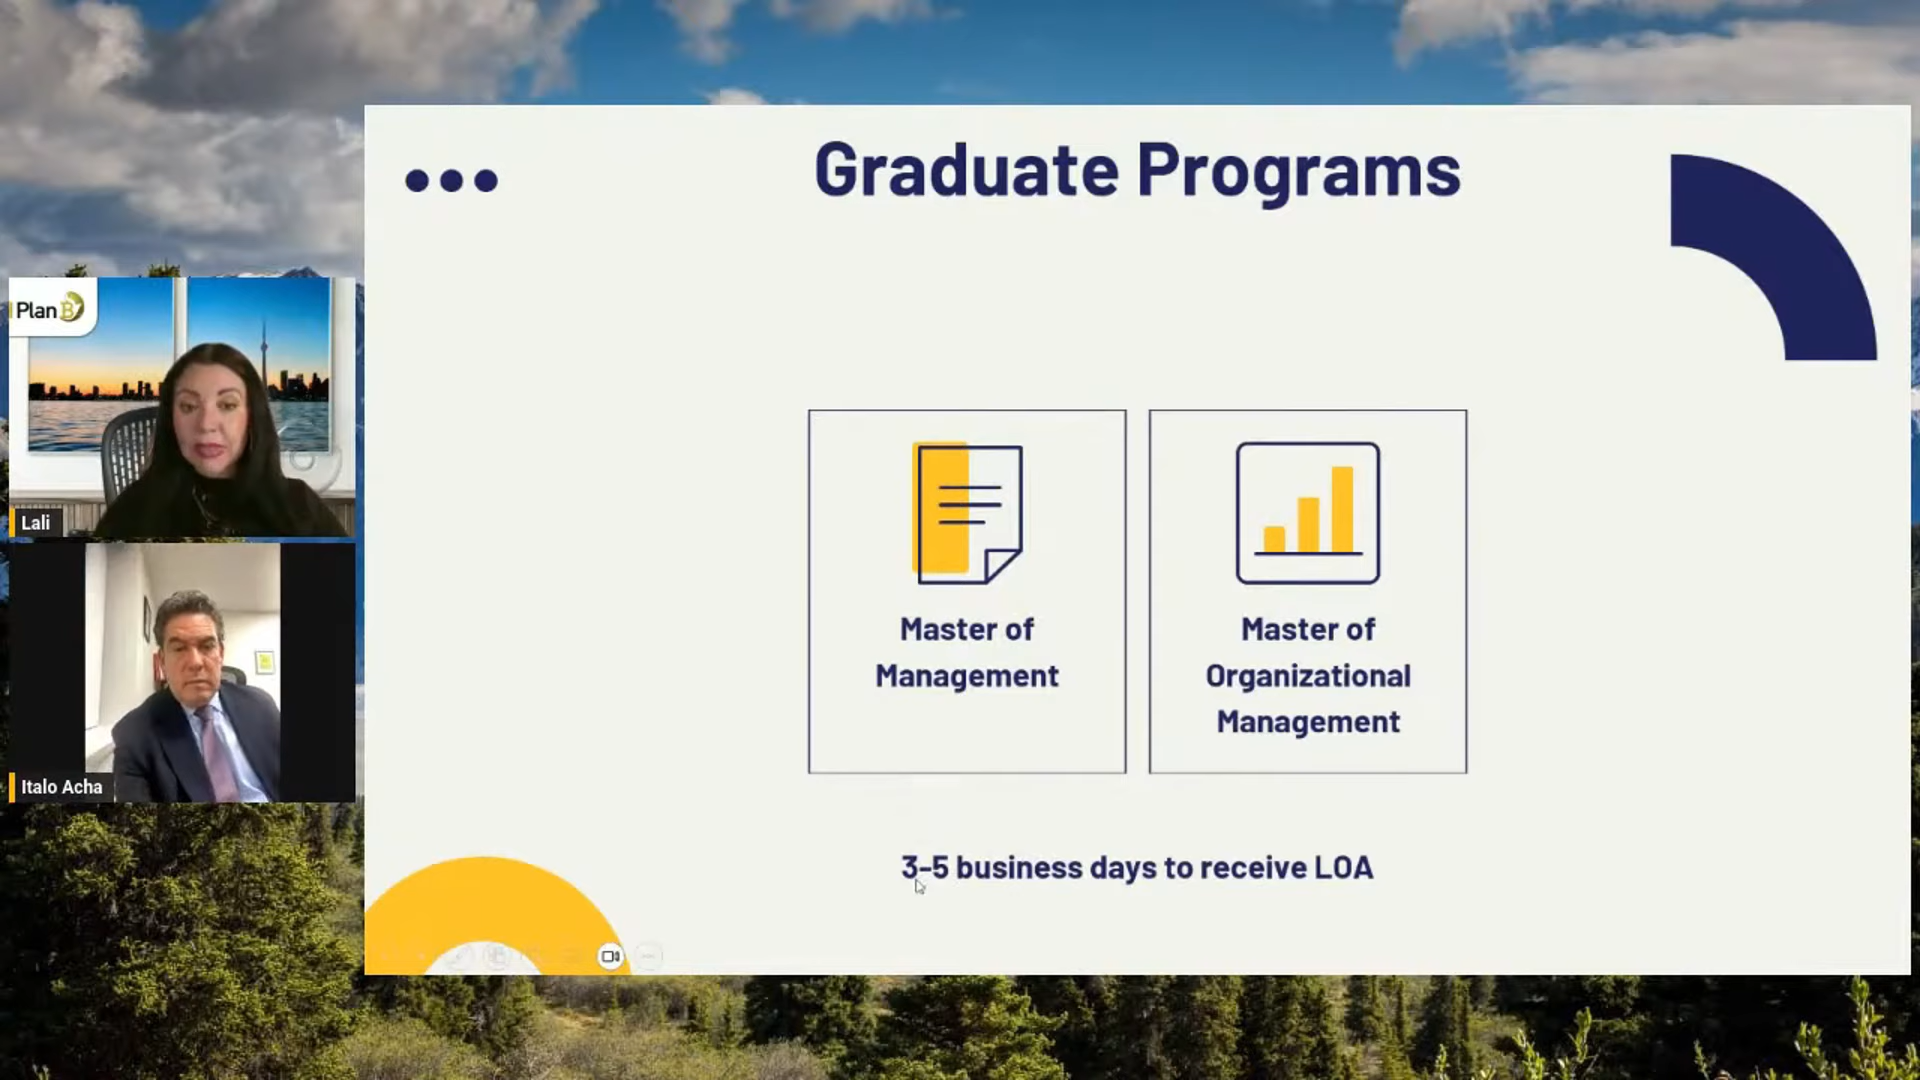 Graduate Programs
Plan B
Lali
Italo Acha
Master of
Management
Master of
Organizational
Management
3-5 business days to receive LOA